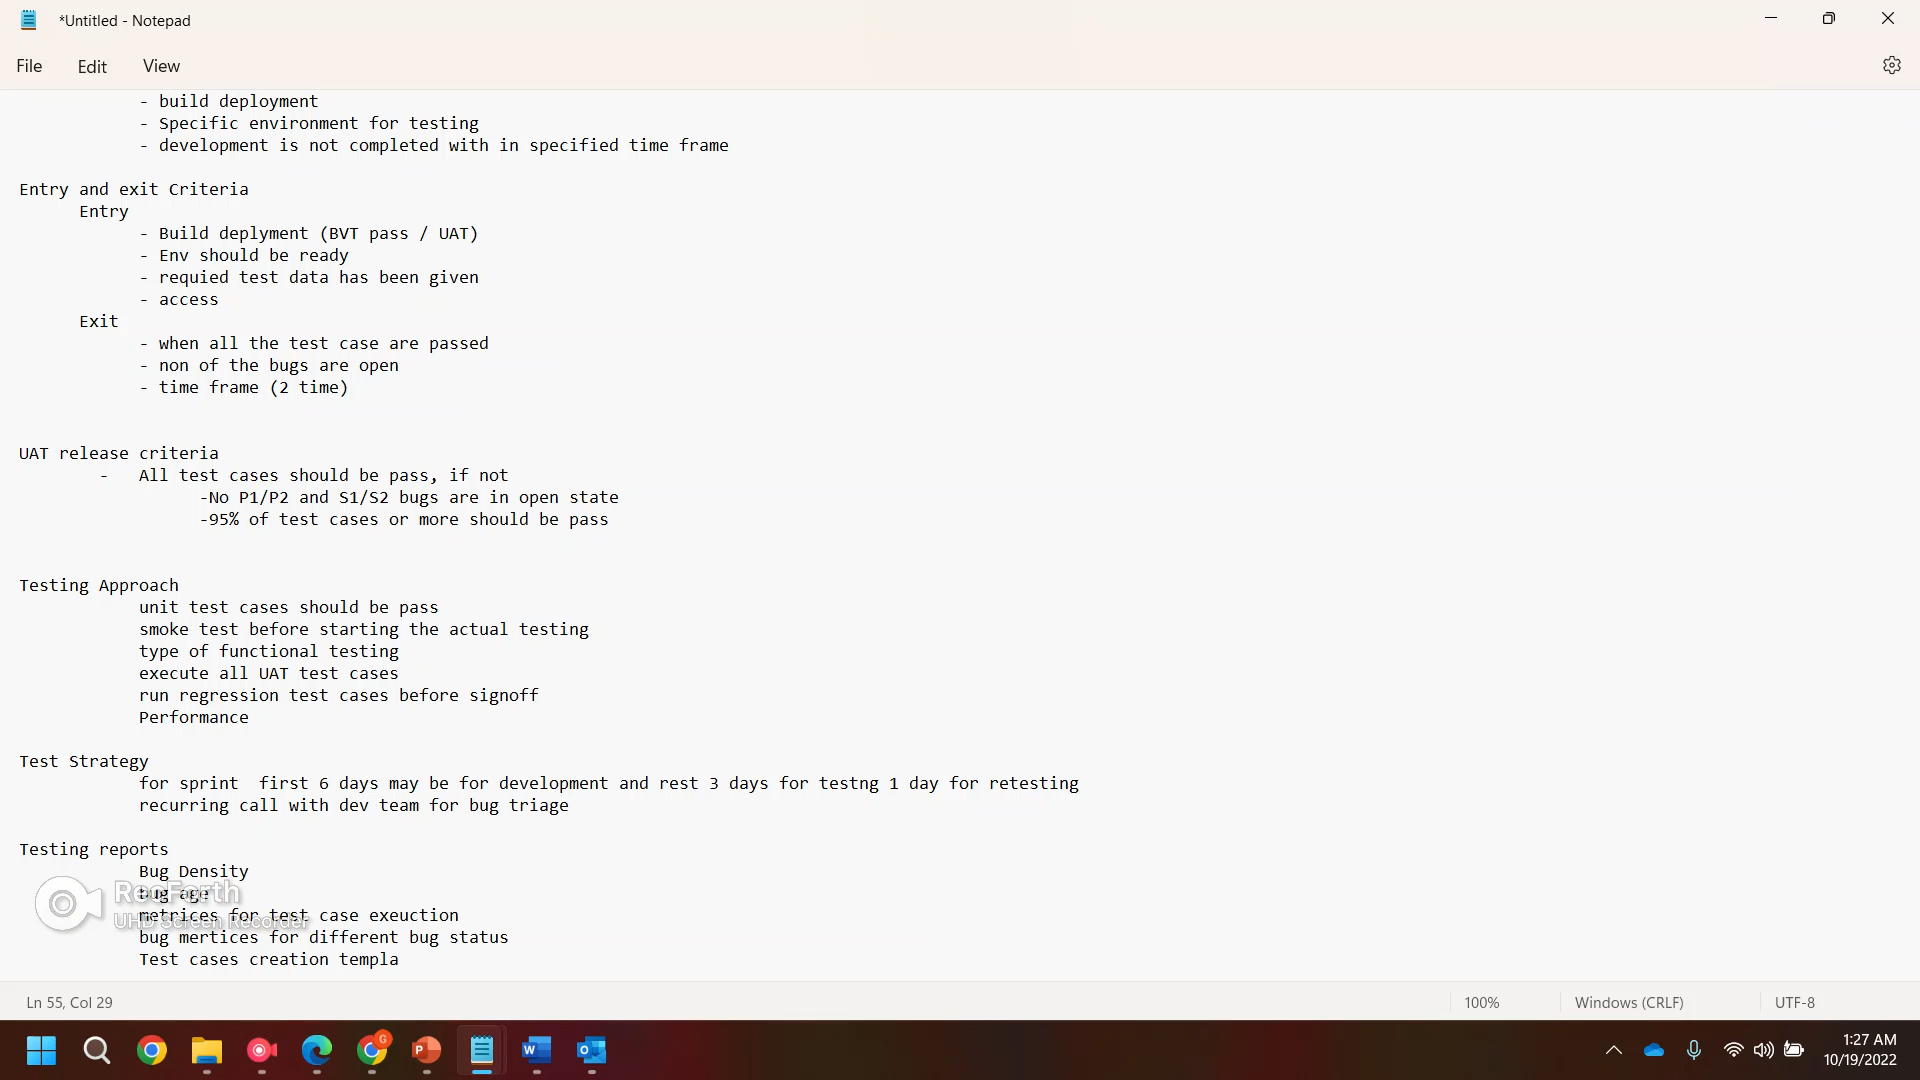 *Untitled - Notepad
File Edit View
- build deployment
- Specific environment for testing
- development is not completed with in specified time frame
Entry and exit Criteria
Entry
- Build deplyment (BVT pass / UAT)
- Env should be ready
- requied test data has been given
- access
Exit
- when all the test case are passed
- non of the bugs are open
- time frame (2 time)
UAT release criteria
- All test cases should be pass, if not
-No P1/P2 and S1/S2 bugs are in open state
-95% of test cases or more should be pass
Testing Approach
unit test cases should be pass
smoke test before starting the actual testing
type of functional testing
execute all UAT test cases
run regression test cases before signoff
Performance
Test Strategy
for sprint  first 6 days may be for development and rest 3 days for testng 1 day for retesting
recurring call with dev team for bug triage
Testing reports
Bug Density
bug age
RecForth
metrices for test case exeuction
UHD Screen Recorder
bug mertices for different bug status
Test cases creation templa
Ln 55, Col 29 100% Windows (CRLF) UTF-8
G P W O
1:27 AM
10/19/2022